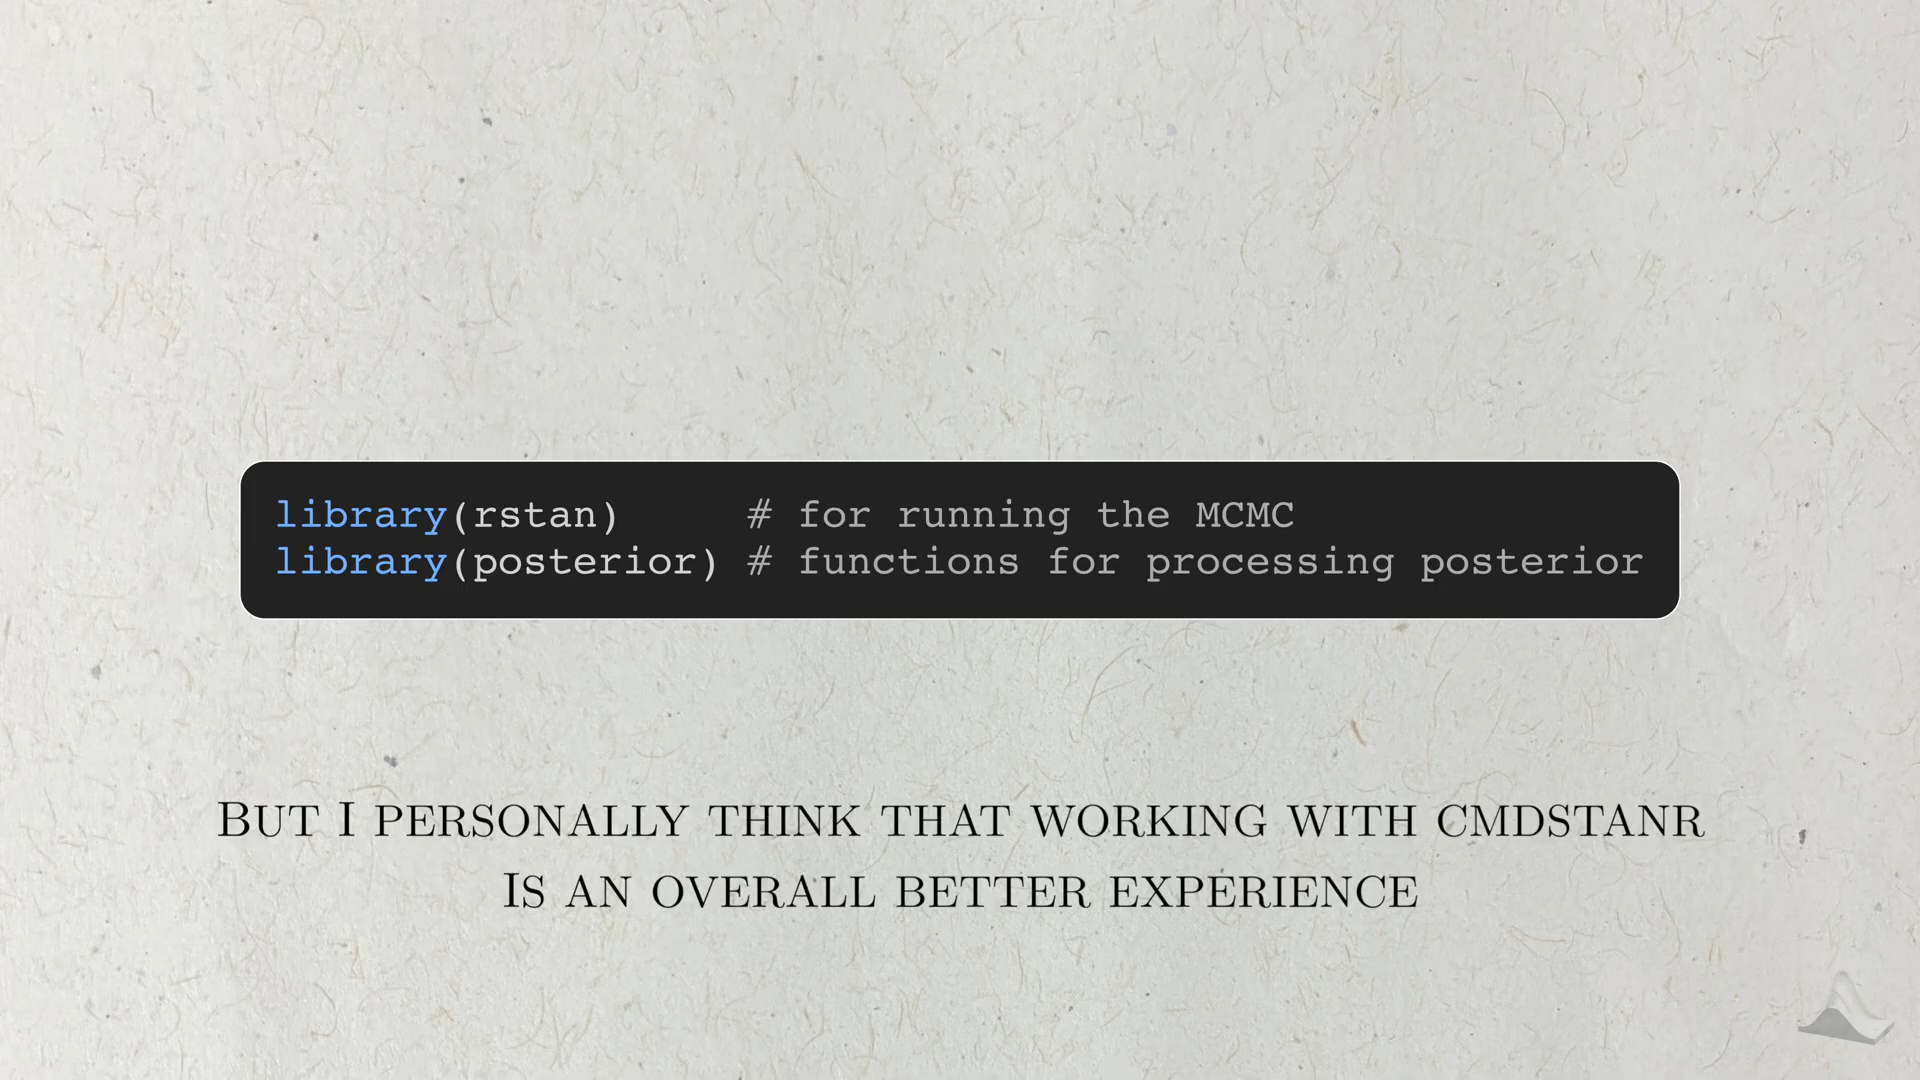 library(rstan)     # for running the MCMC
library(posterior) # functions for processing posterior
But I personally think that working with cmdstanr
Is an overall better experience